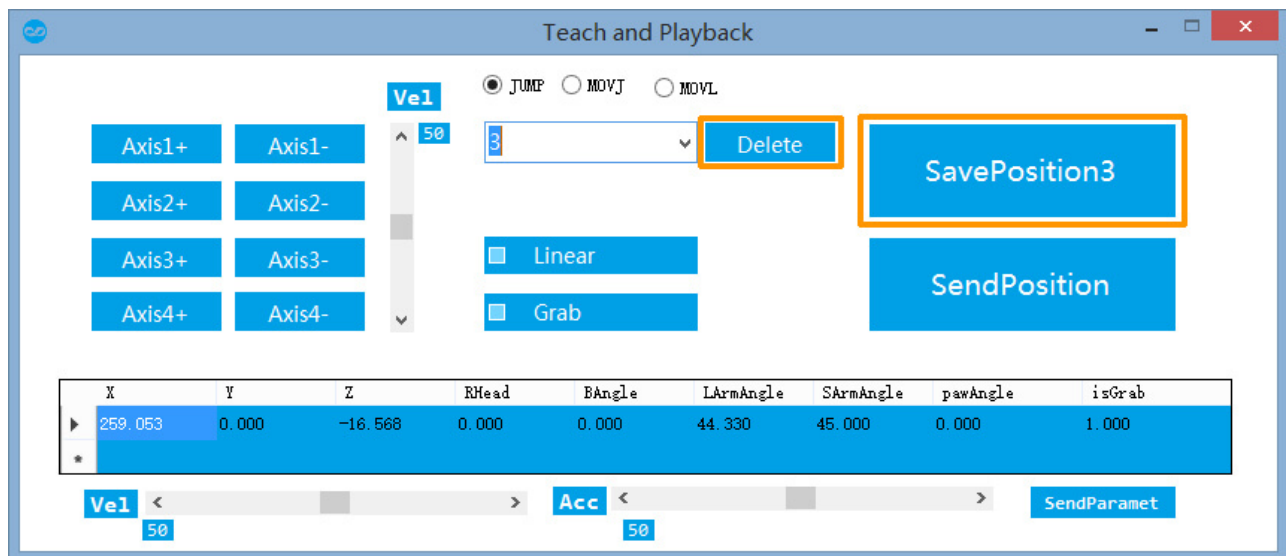 Teach and Playback
JUMP MOVJ MOVL
Vel
50
3
Delete
SavePosition3
Axis1+ Axis1-
Axis2+ Axis2-
Axis3+ Axis3-
Axis4+ Axis4-
Linear
Grab
SendPosition
X Y Z RHead BAngle LArmAngle SArmAngle pawAngle isGrab
259.053 0.000 -16.568 0.000 0.000 44.330 45.000 0.000 1.000
Vel
50
Acc
50
SendParamet